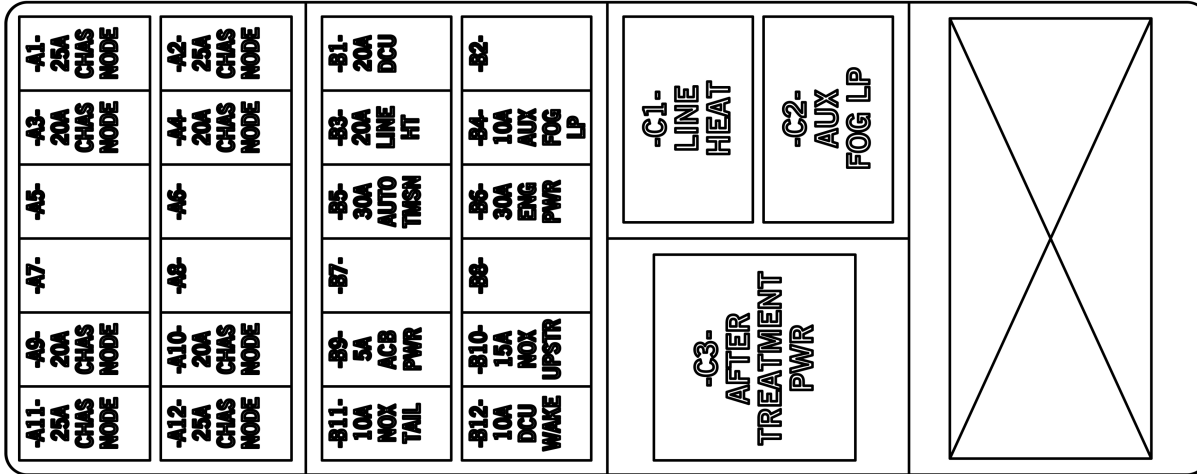 -A1-
25A
CHAS
NODE
-A2-
25A
CHAS
NODE
-A3-
20A
CHAS
NODE
-A4-
20A
CHAS
NODE
-A5-
-A6-
-A7-
-A8-
-A9-
20A
CHAS
NODE
-A10-
20A
CHAS
NODE
-A11-
25A
CHAS
NODE
-A12-
25A
CHAS
NODE
-B1-
20A
DCU
-B2-
-B3-
20A
LINE
HT
-B4-
10A
AUX
FOG
LP
-B5-
30A
AUTO
TMSN
-B6-
30A
ENG
PWR
-B7-
-B8-
-B9-
5A
ACB
PWR
-B10-
15A
NOX
UPSTR
-B11-
10A
NOX
TAIL
-B12-
10A
DCU
WAKE
-C1-
LINE
HEAT
-C2-
AUX
FOG LP
-C3-
AFTER
TREATMENT
PWR